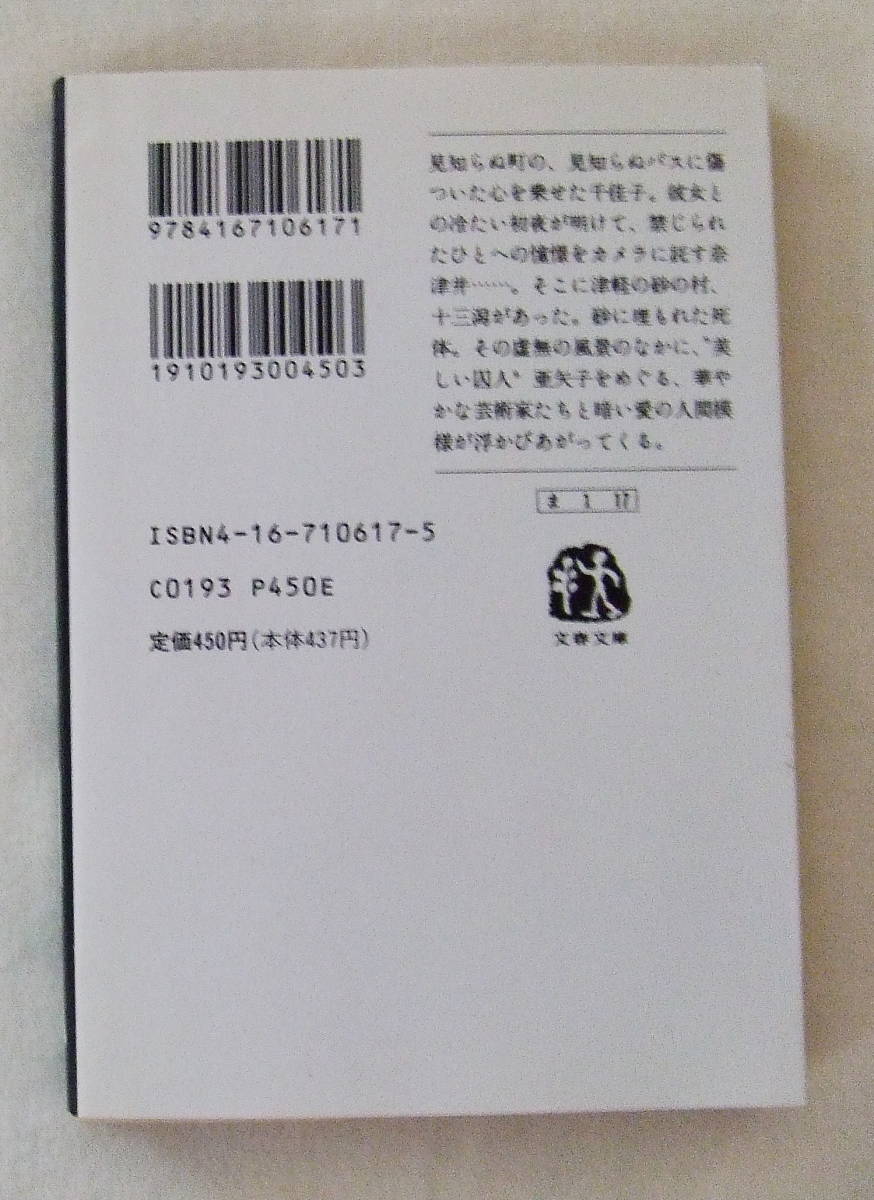 9784167106171
1910193004503
見知らぬ町の、見知らぬバスに傷
ついた心を乗せた千佳子。彼女と
の冷たい初夜が明けて、禁じられ
たひとへの憧憬をカメラに託す奈
津井……。そこに津軽の砂の村、
十三潟があった。砂に埋もれた死
体。その虚無の風景のなかに、〝美
しい囚人〟亜矢子をめぐる、華や
かな芸術家たちと暗い愛の人間模
様が浮かびあがってくる。
ま 1 17
ISBN4-16-710617-5
C0193 P450E
定価450円(本体437円)
文春文庫